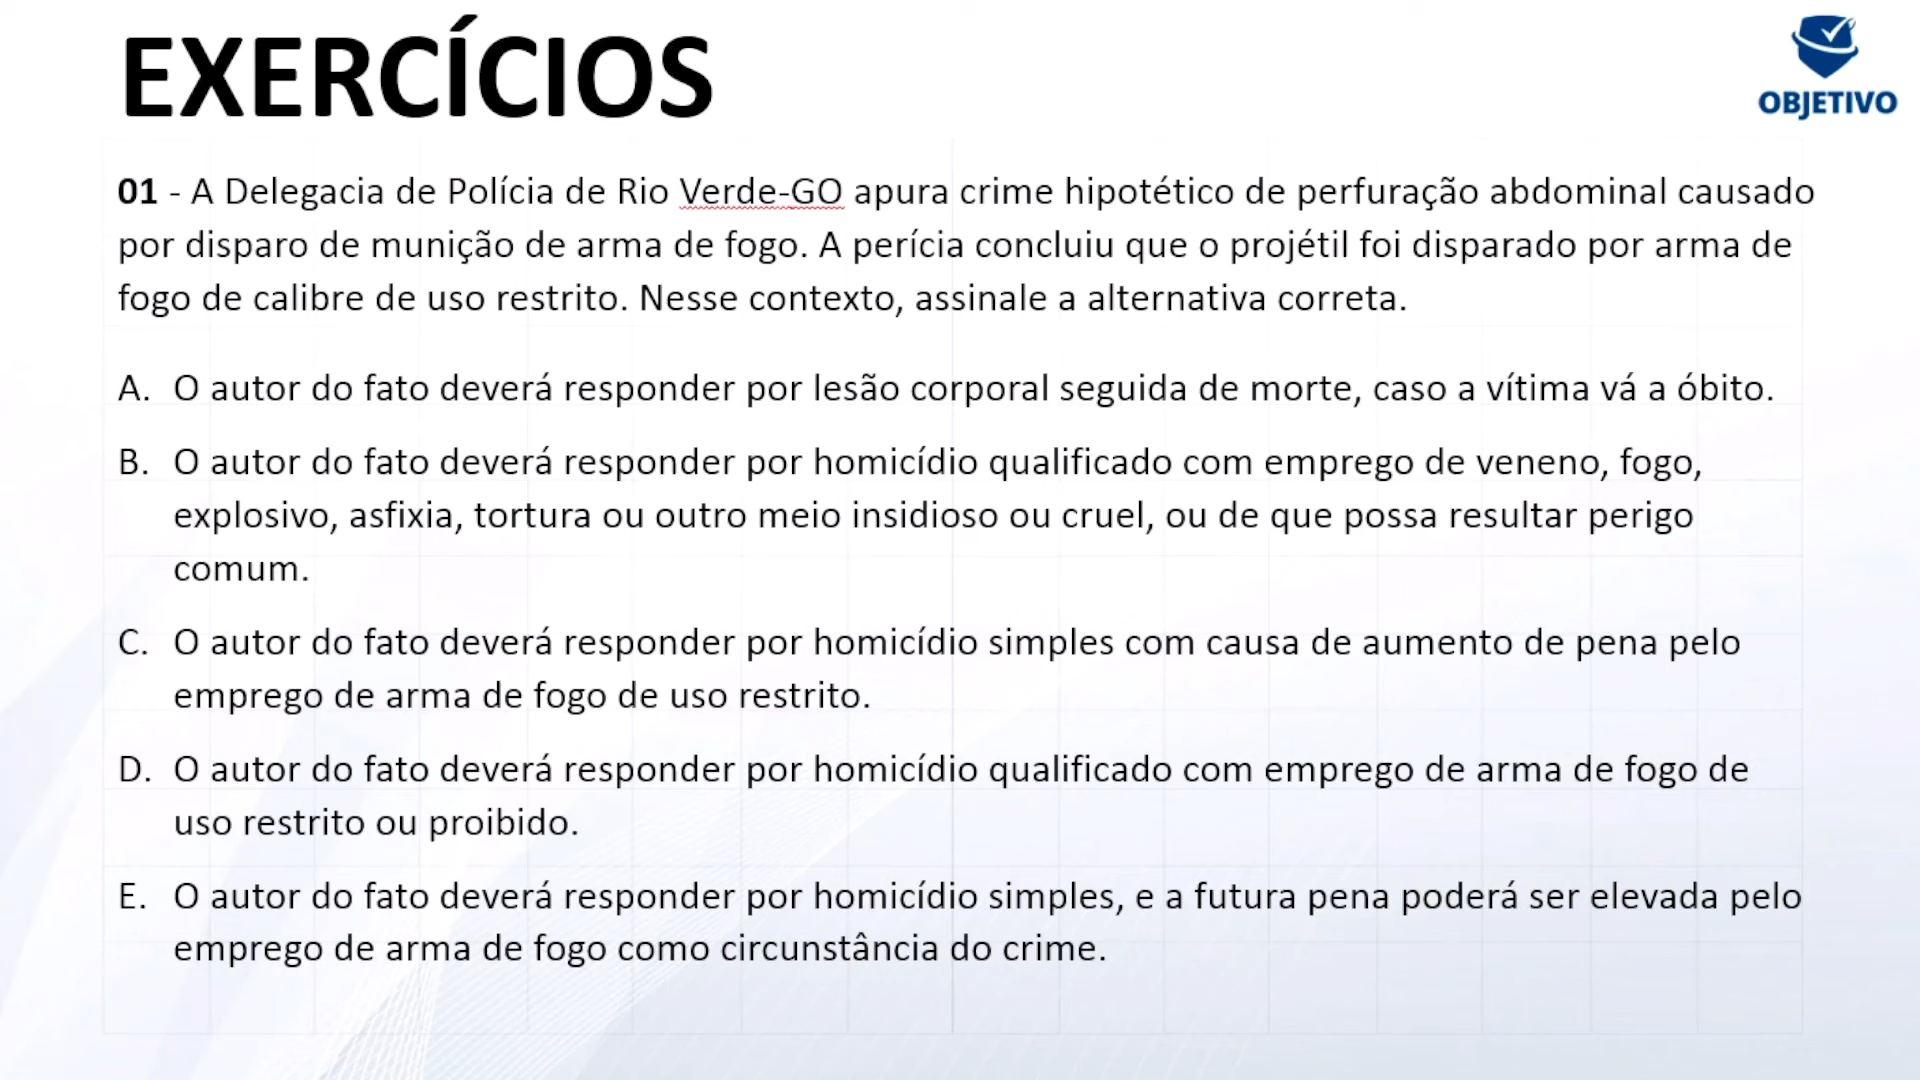 EXERCÍCIOS
OBJETIVO
01 - A Delegacia de Polícia de Rio Verde-GO apura crime hipotético de perfuração abdominal causado
por disparo de munição de arma de fogo. A perícia concluiu que o projétil foi disparado por arma de
fogo de calibre de uso restrito. Nesse contexto, assinale a alternativa correta.
A. O autor do fato deverá responder por lesão corporal seguida de morte, caso a vítima vá a óbito.
B. O autor do fato deverá responder por homicídio qualificado com emprego de veneno, fogo,
explosivo, asfixia, tortura ou outro meio insidioso ou cruel, ou de que possa resultar perigo
comum.
C. O autor do fato deverá responder por homicídio simples com causa de aumento de pena pelo
emprego de arma de fogo de uso restrito.
D. O autor do fato deverá responder por homicídio qualificado com emprego de arma de fogo de
uso restrito ou proibido.
E. O autor do fato deverá responder por homicídio simples, e a futura pena poderá ser elevada pelo
emprego de arma de fogo como circunstância do crime.